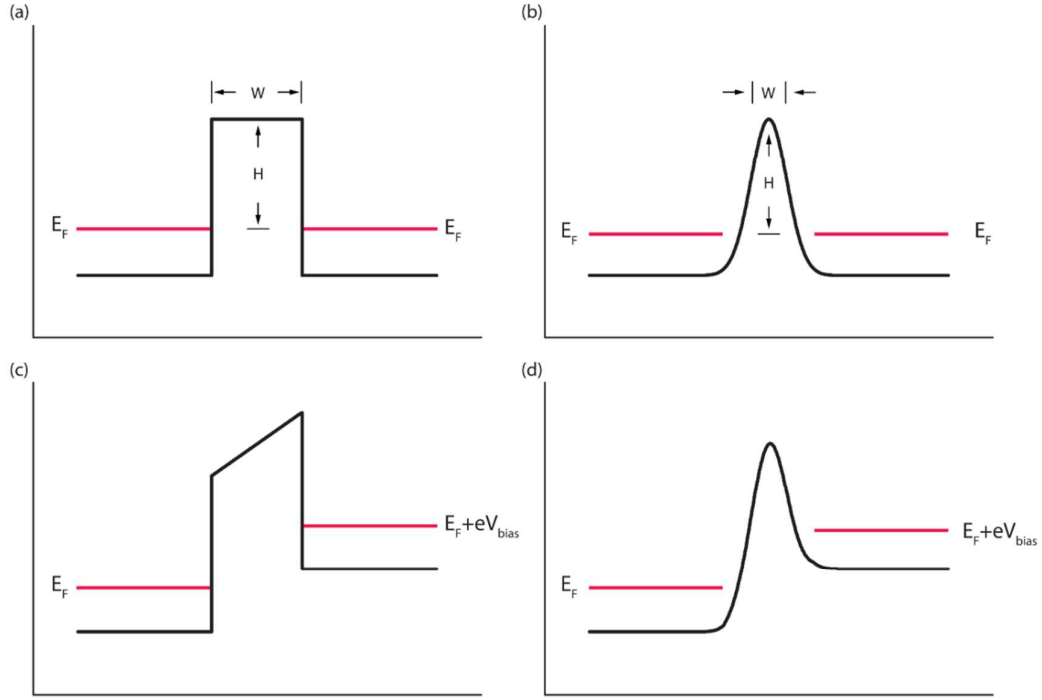 (a)
W
H
E_F
E_F
(b)
W
H
E_F
E_F
(c)
E_F
E_F+eV_bias
(d)
E_F
E_F+eV_bias